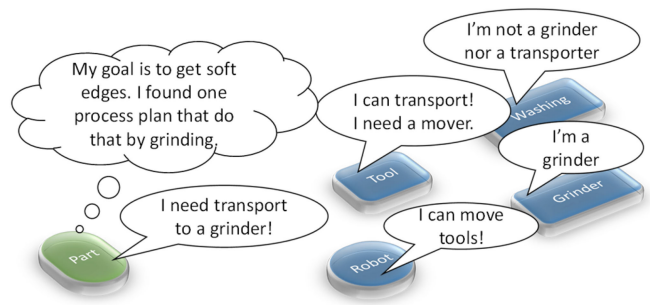 My goal is to get soft
edges. I found one
process plan that do
that by grinding.
I need transport
to a grinder!
Part
I can transport!
I need a mover.
Tool
I'm not a grinder
nor a transporter
Washing
I'm a
grinder
Grinder
I can move
tools!
Robot